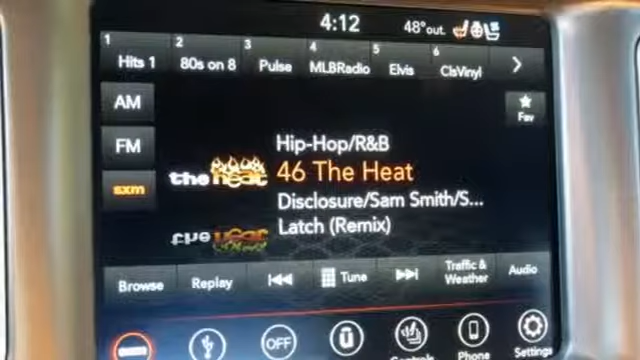 4:12
48°out.
1 2 3 4 5 6
Hits 1 80s on 8 Pulse MLBRadio Elvis ClsVinyl
AM
Fav
FM
Hip-Hop/R&B
the heat 46 The Heat
sxm
Disclosure/Sam Smith/S...
Latch (Remix)
Browse Replay Tune Traffic & Weather Audio
OFF
Controls Phone Settings